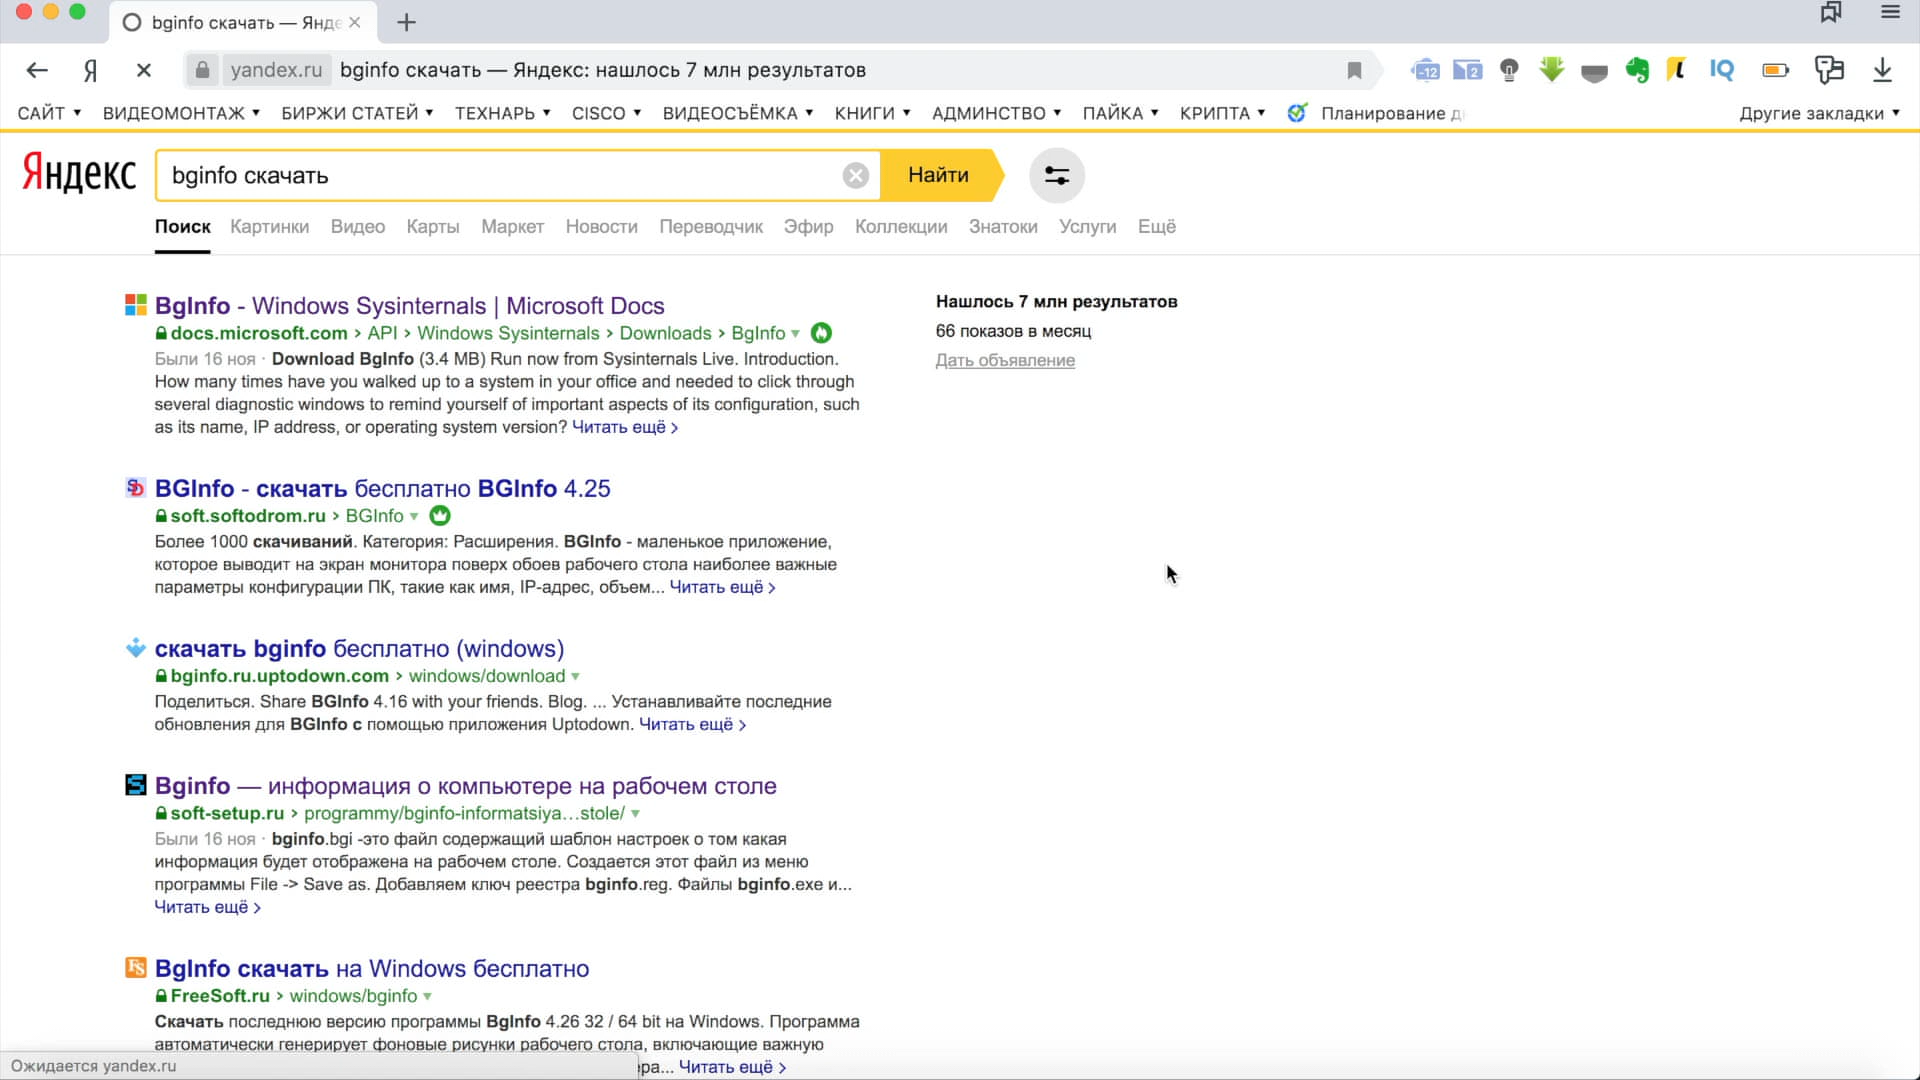 bginfo скачать — Янде
yandex.ru bginfo скачать — Яндекс: нашлось 7 млн результатов
-12 2 IQ
САЙТ ВИДЕОМОНТАЖ БИРЖИ СТАТЕЙ ТЕХНАРЬ CISCO ВИДЕОСЪЁМКА КНИГИ АДМИНСТВО ПАЙКА КРИПТА Планирование Другие закладки
Яндекс bginfo скачать Найти
Поиск Картинки Видео Карты Маркет Новости Переводчик Эфир Коллекции Знатоки Услуги Ещё
BgInfo - Windows Sysinternals | Microsoft Docs
docs.microsoft.com › API › Windows Sysinternals › Downloads › BgInfo
Были 16 ноя · Download BgInfo (3.4 MB) Run now from Sysinternals Live. Introduction.
How many times have you walked up to a system in your office and needed to click through
several diagnostic windows to remind yourself of important aspects of its configuration, such
as its name, IP address, or operating system version? Читать ещё ›
Нашлось 7 млн результатов
66 показов в месяц
Дать объявление
BGInfo - скачать бесплатно BGInfo 4.25
soft.softodrom.ru › BGInfo
Более 1000 скачиваний. Категория: Расширения. BGInfo - маленькое приложение,
которое выводит на экран монитора поверх обоев рабочего стола наиболее важные
параметры конфигурации ПК, такие как имя, IP-адрес, объем... Читать ещё ›
скачать bginfo бесплатно (windows)
bginfo.ru.uptodown.com › windows/download
Поделиться. Share BGInfo 4.16 with your friends. Blog. ... Устанавливайте последние
обновления для BGInfo с помощью приложения Uptodown. Читать ещё ›
Bginfo — информация о компьютере на рабочем столе
soft-setup.ru › programmy/bginfo-informatsiya…stole/
Были 16 ноя · bginfo.bgi -это файл содержащий шаблон настроек о том какая
информация будет отображена на рабочем столе. Создается этот файл из меню
программы File -> Save as. Добавляем ключ реестра bginfo.reg. Файлы bginfo.exe и...
Читать ещё ›
BgInfo скачать на Windows бесплатно
FreeSoft.ru › windows/bginfo
Скачать последнюю версию программы BgInfo 4.26 32 / 64 bit на Windows. Программа
автоматически генерирует фоновые рисунки рабочего стола, включающие важную
ера... Читать ещё ›
Ожидается yandex.ru